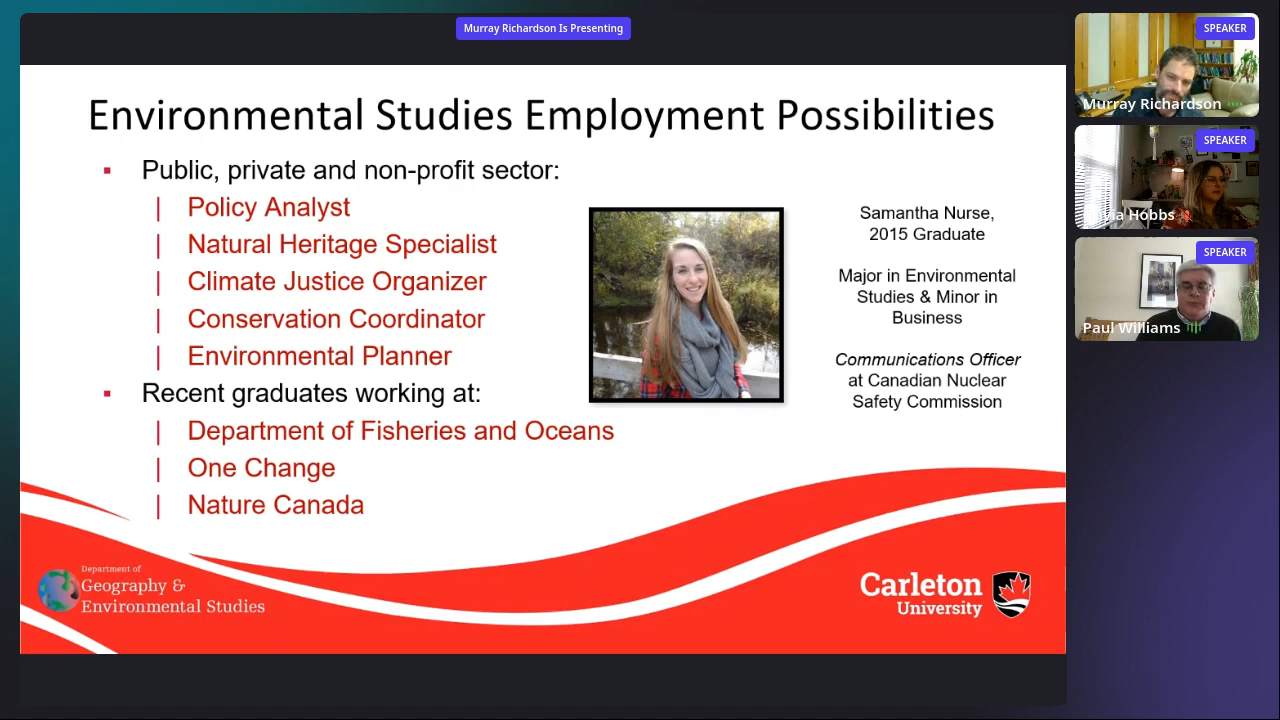 Murray Richardson Is Presenting
Environmental Studies Employment Possibilities
Public, private and non-profit sector:
Policy Analyst
Natural Heritage Specialist
Climate Justice Organizer
Conservation Coordinator
Environmental Planner
Recent graduates working at:
Department of Fisheries and Oceans
One Change
Nature Canada
Samantha Nurse,
2015 Graduate
Major in Environmental
Studies & Minor in
Business
Communications Officer
at Canadian Nuclear
Safety Commission
Department of
Geography &
Environmental Studies
Carleton
University
SPEAKER
Murray Richardson
SPEAKER
Hobbs
SPEAKER
Paul Williams